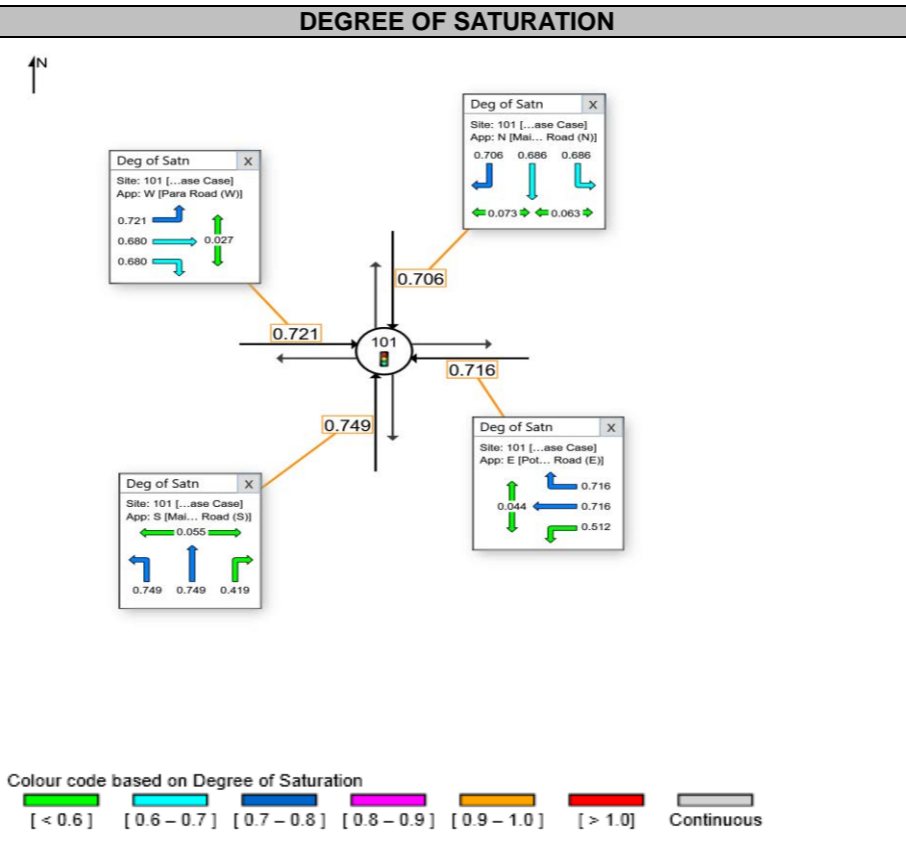 DEGREE OF SATURATION
N
Deg of Satn X
Site: 101 [...ase Case]
App: N [Mai... Road (N)]
0.706 0.686 0.686
0.073 0.063
Deg of Satn X
Site: 101 [...ase Case]
App: W [Para Road (W)]
0.721
0.680 0.027
0.680
0.706
0.721
101
0.716
0.749
Deg of Satn X
Site: 101 [...ase Case]
App: E [Pot... Road (E)]
0.716
0.044 0.716
0.512
Deg of Satn X
Site: 101 [...ase Case]
App: S [Mai... Road (S)]
0.055
0.749 0.749 0.419
Colour code based on Degree of Saturation
[ < 0.6 ] [ 0.6 – 0.7 ] [ 0.7 – 0.8 ] [ 0.8 – 0.9 ] [ 0.9 – 1.0 ] [ > 1.0] Continuous